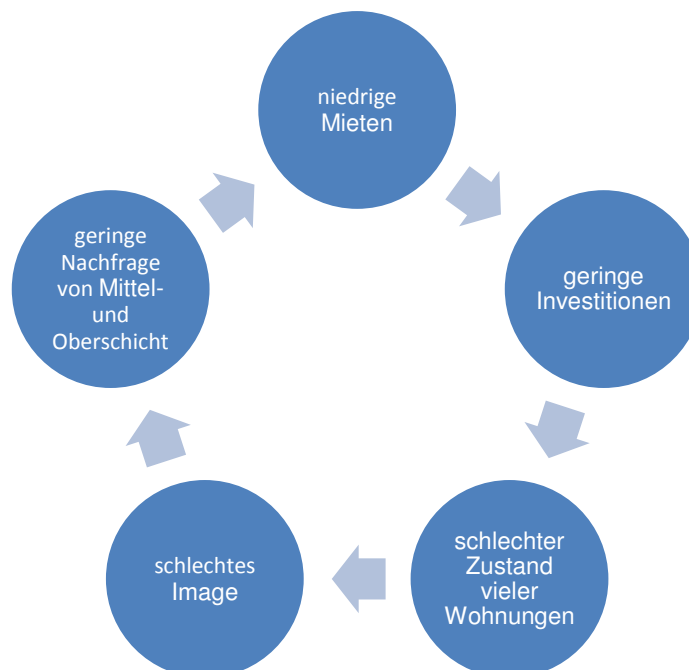 niedrige
Mieten
geringe
Investitionen
schlechter
Zustand
vieler
Wohnungen
schlechtes
Image
geringe
Nachfrage
von Mittel-
und
Oberschicht